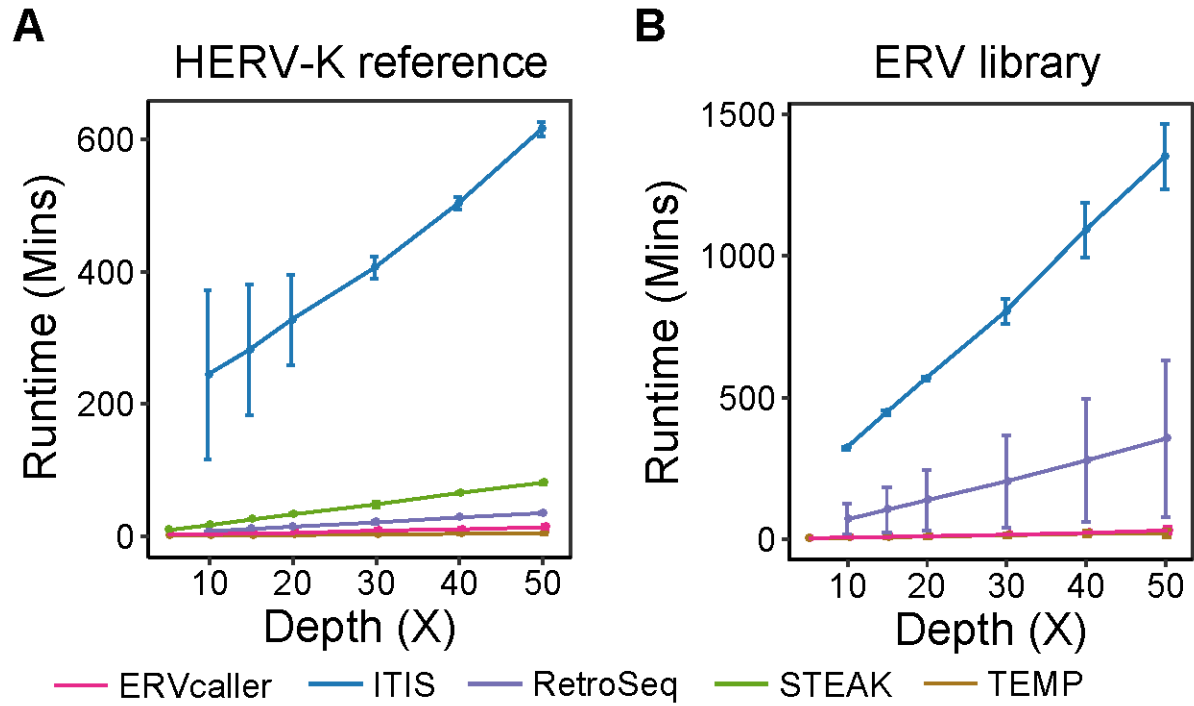 A
HERV-K reference
Runtime (Mins)
600
400
200
0
10 20 30 40 50
Depth (X)
B
ERV library
Runtime (Mins)
1500
1000
500
0
10 20 30 40 50
Depth (X)
ERVcaller ITIS RetroSeq STEAK TEMP